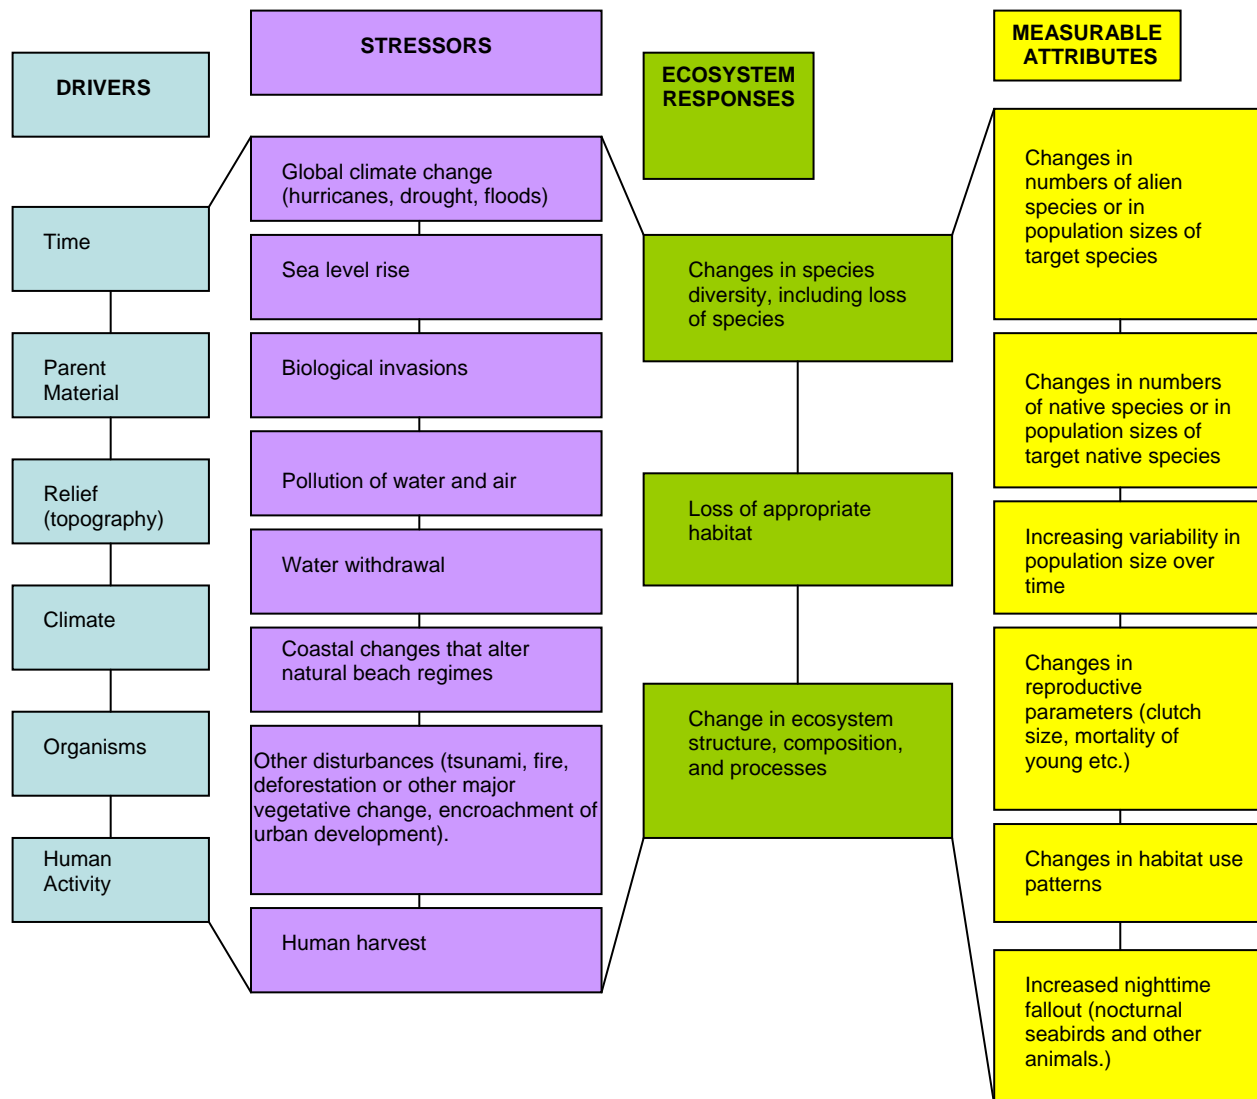 DRIVERS
Time
Parent
Material
Relief
(topography)
Climate
Organisms
Human
Activity
STRESSORS
Global climate change
(hurricanes, drought, floods)
Sea level rise
Biological invasions
Pollution of water and air
Water withdrawal
Coastal changes that alter
natural beach regimes
Other disturbances (tsunami, fire,
deforestation or other major
vegetative change, encroachment of
urban development).
Human harvest
ECOSYSTEM
RESPONSES
Changes in species
diversity, including loss
of species
Loss of appropriate
habitat
Change in ecosystem
structure, composition,
and processes
MEASURABLE
ATTRIBUTES
Changes in
numbers of alien
species or in
population sizes of
target species
Changes in numbers
of native species or in
population sizes of
target native species
Increasing variability in
population size over
time
Changes in
reproductive
parameters (clutch
size, mortality of
young etc.)
Changes in habitat use
patterns
Increased nighttime
fallout (nocturnal
seabirds and other
animals.)